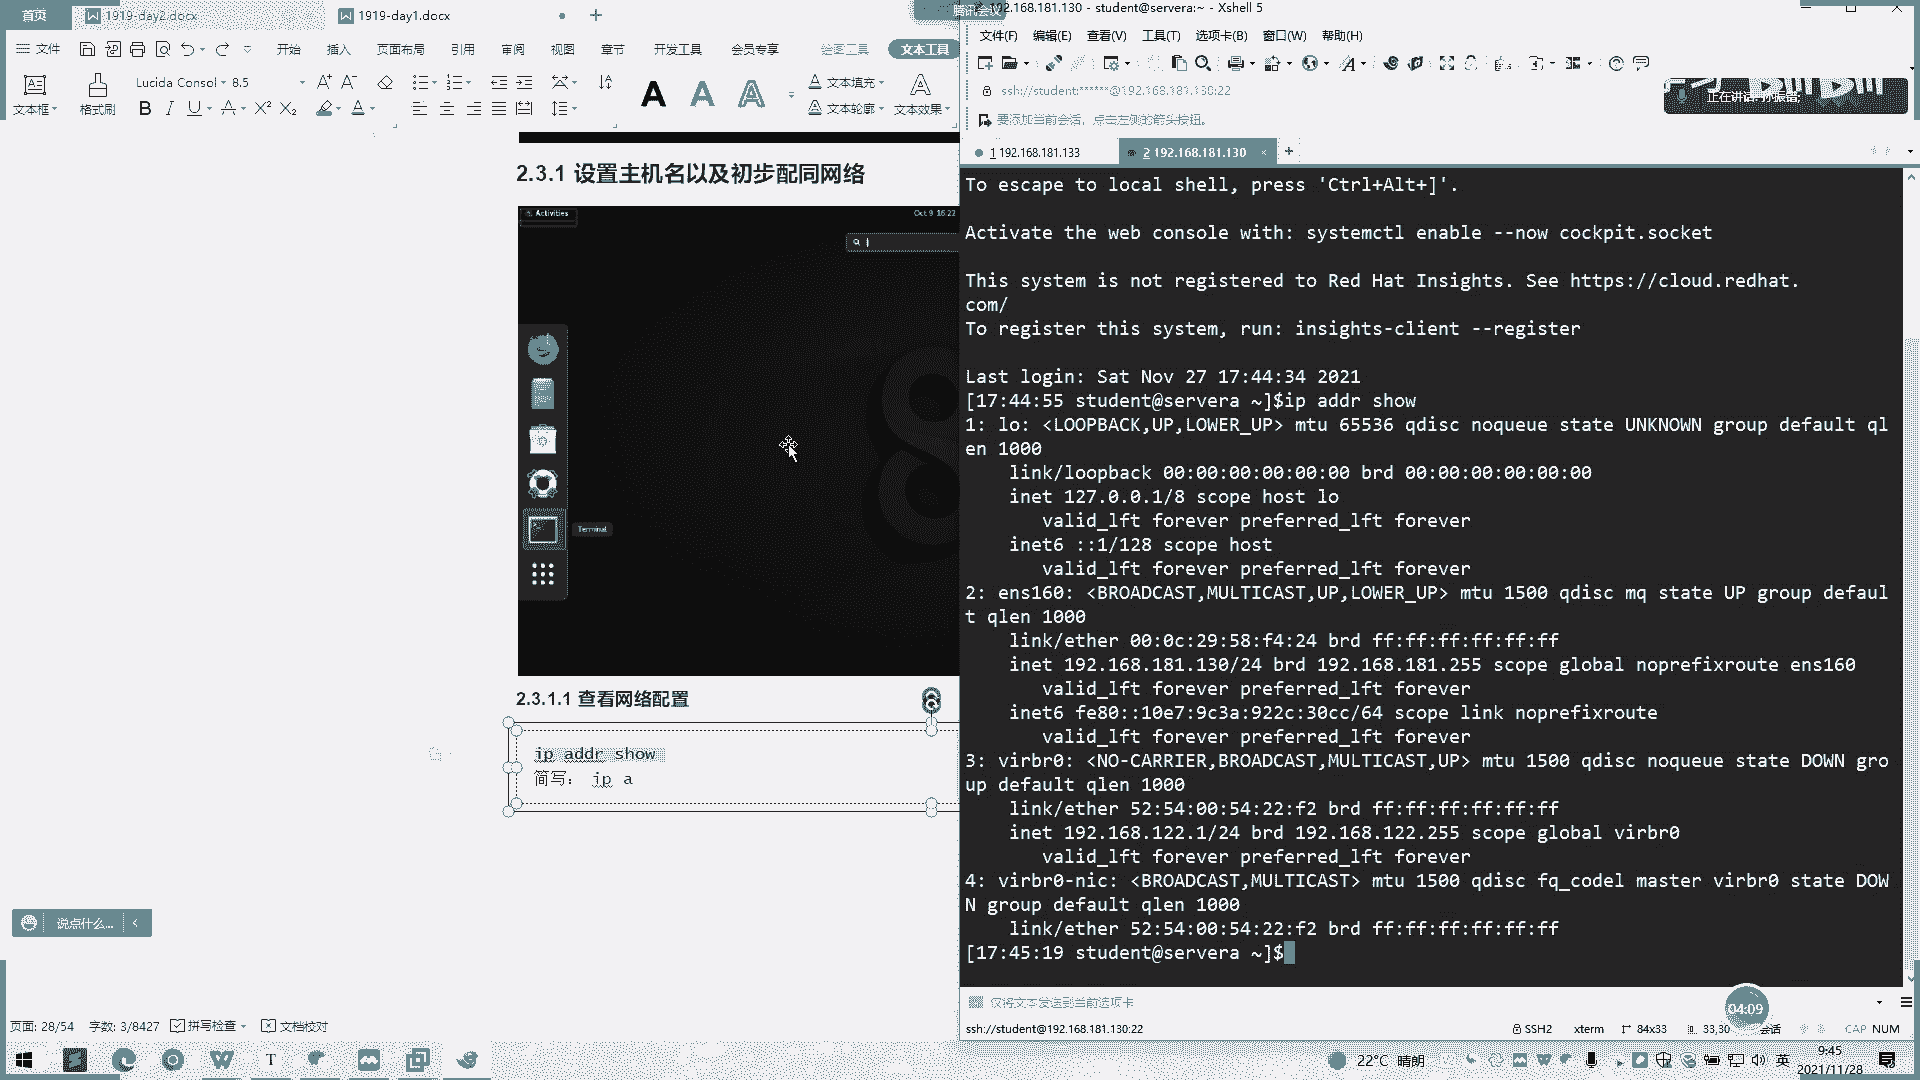 首页
1919-day2.docx
1919-day1.docx
腾讯会议
192.168.181.130 - student@servera:~ - Xshell 5
文件
开始
插入
页面布局
引用
审阅
视图
章节
开发工具
会员专享
绘图工具
文本工具
文件(F)
编辑(E)
查看(V)
工具(T)
选项卡(B)
窗口(W)
帮助(H)
文本框
格式刷
Lucida Consol
8.5
文本填充
文本轮廓
文本效果
ssh://student:******@192.168.181.130:22
要添加当前会话,点击左侧的箭头按钮。
正在讲话:
1 192.168.181.133
2 192.168.181.130
2.3.1 设置主机名以及初步配同网络
Activities
Oct 9 16:22
Terminal
2.3.1.1 查看网络配置
ip addr show
简写: ip a
To escape to local shell, press 'Ctrl+Alt+]'.
Activate the web console with: systemctl enable --now cockpit.socket
This system is not registered to Red Hat Insights. See https://cloud.redhat.
com/
To register this system, run: insights-client --register
Last login: Sat Nov 27 17:44:34 2021
[17:44:55 student@servera ~]$ip addr show
1: lo: <LOOPBACK,UP,LOWER_UP> mtu 65536 qdisc noqueue state UNKNOWN group default ql
en 1000
link/loopback 00:00:00:00:00:00 brd 00:00:00:00:00:00
inet 127.0.0.1/8 scope host lo
valid_lft forever preferred_lft forever
inet6 ::1/128 scope host
valid_lft forever preferred_lft forever
2: ens160: <BROADCAST,MULTICAST,UP,LOWER_UP> mtu 1500 qdisc mq state UP group defaul
t qlen 1000
link/ether 00:0c:29:58:f4:24 brd ff:ff:ff:ff:ff:ff
inet 192.168.181.130/24 brd 192.168.181.255 scope global noprefixroute ens160
valid_lft forever preferred_lft forever
inet6 fe80::10e7:9c3a:922c:30cc/64 scope link noprefixroute
valid_lft forever preferred_lft forever
3: virbr0: <NO-CARRIER,BROADCAST,MULTICAST,UP> mtu 1500 qdisc noqueue state DOWN gro
up default qlen 1000
link/ether 52:54:00:54:22:f2 brd ff:ff:ff:ff:ff:ff
inet 192.168.122.1/24 brd 192.168.122.255 scope global virbr0
valid_lft forever preferred_lft forever
4: virbr0-nic: <BROADCAST,MULTICAST> mtu 1500 qdisc fq_codel master virbr0 state DOW
N group default qlen 1000
link/ether 52:54:00:54:22:f2 brd ff:ff:ff:ff:ff:ff
[17:45:19 student@servera ~]$
说点什么...
仅将文本发送到当前选项卡
04:09
页面: 28/54
字数: 3/8427
拼写检查
文档校对
ssh://student@192.168.181.130:22
SSH2
xterm
84x33
33,30
会话
CAP
NUM
22°C 晴朗
英
9:45
2021/11/28